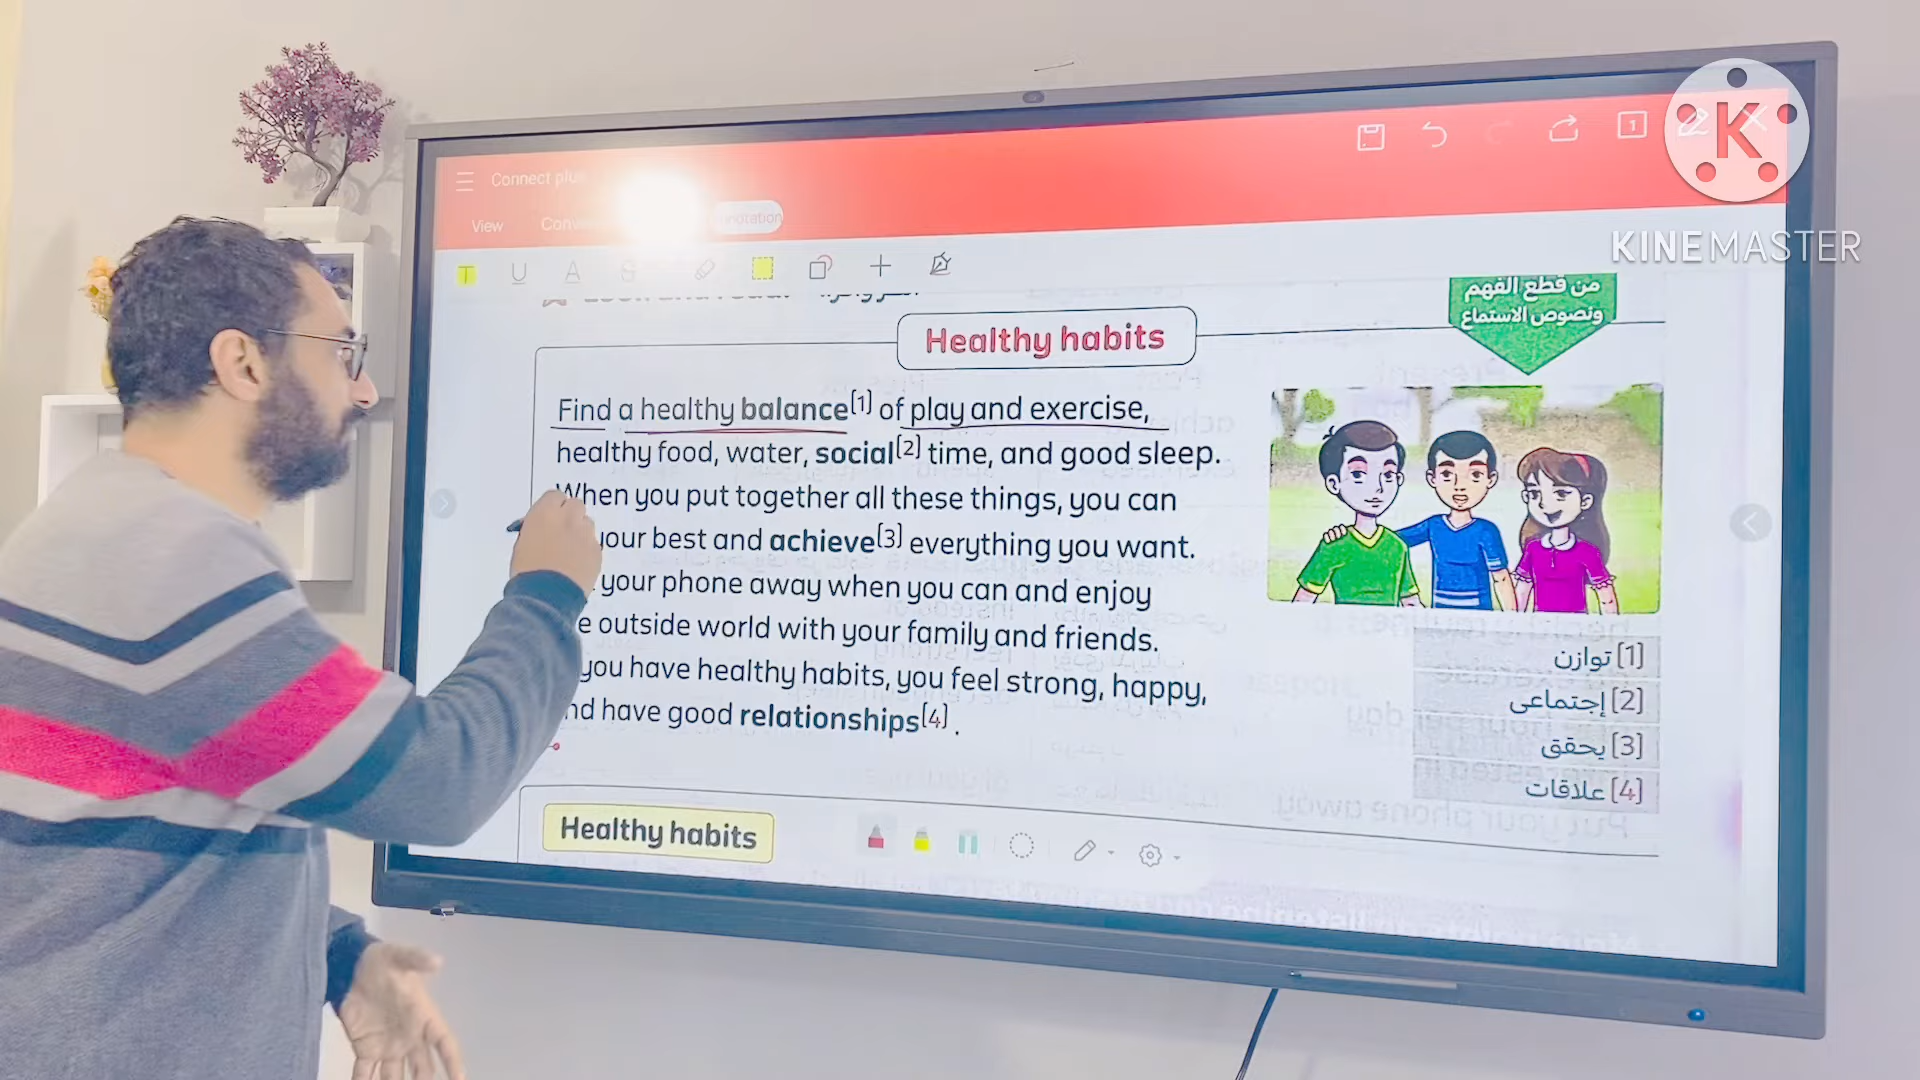 Connect plus
View
KINEMASTER
من قطع الفهم
ونصوص الاستماع
Healthy habits
Find a healthy balance[1] of play and exercise,
healthy food, water, social[2] time, and good sleep.
When you put together all these things, you can
your best and achieve[3] everything you want.
your phone away when you can and enjoy
outside world with your family and friends.
you have healthy habits, you feel strong, happy,
have good relationships[4].
[1] توازن
[2] إجتماعى
[3] يحقق
[4] علاقات
Healthy habits